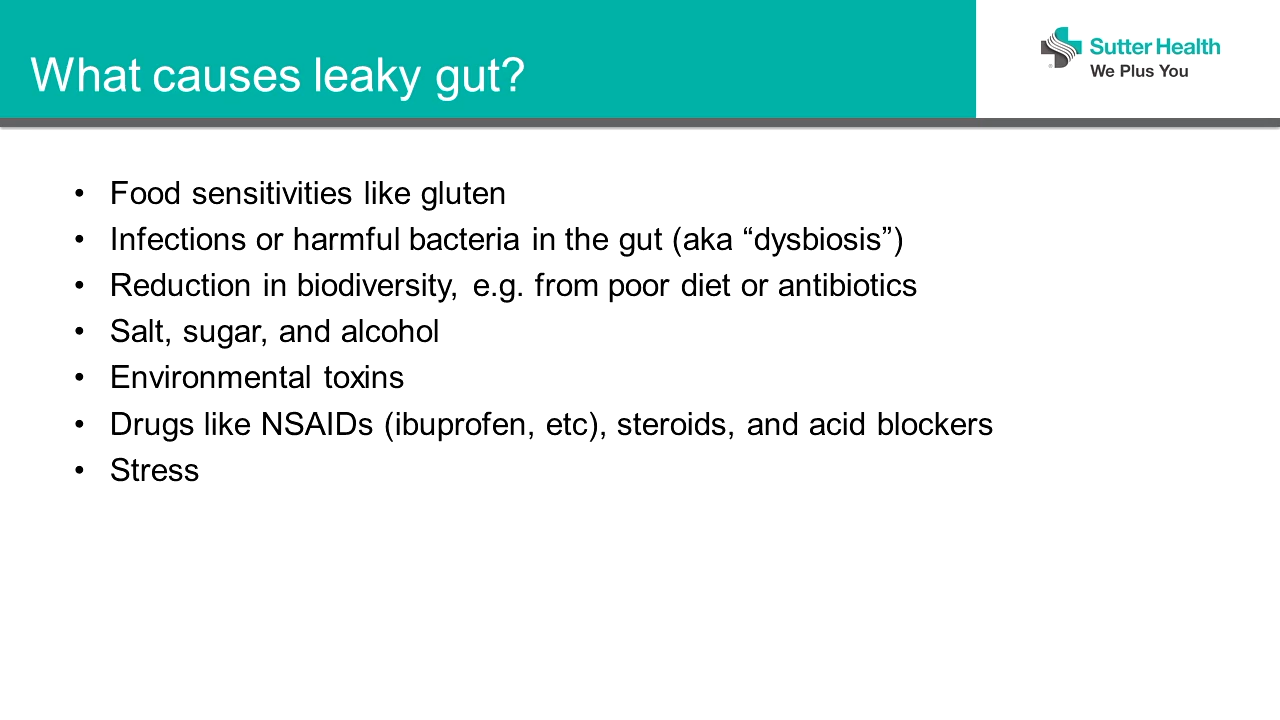 What causes leaky gut?
Sutter Health
We Plus You
• Food sensitivities like gluten
• Infections or harmful bacteria in the gut (aka “dysbiosis”)
• Reduction in biodiversity, e.g. from poor diet or antibiotics
• Salt, sugar, and alcohol
• Environmental toxins
• Drugs like NSAIDs (ibuprofen, etc), steroids, and acid blockers
• Stress